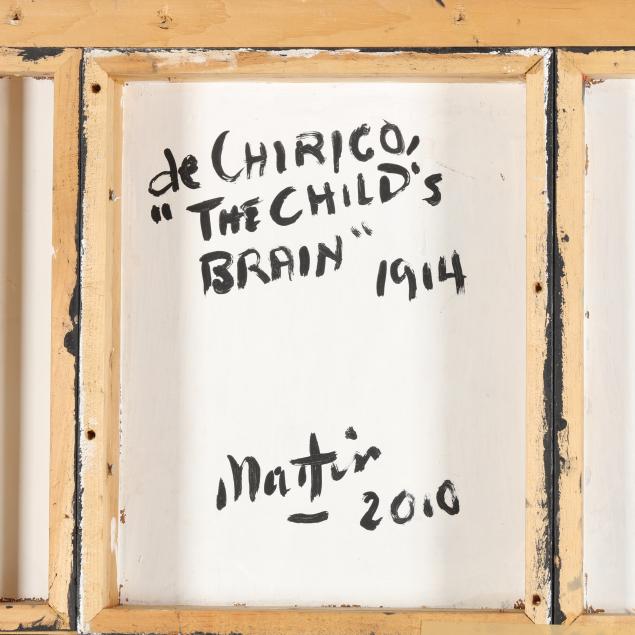 de CHIRICO,
"THE CHILD'S
BRAIN" 1914
Martin
2010